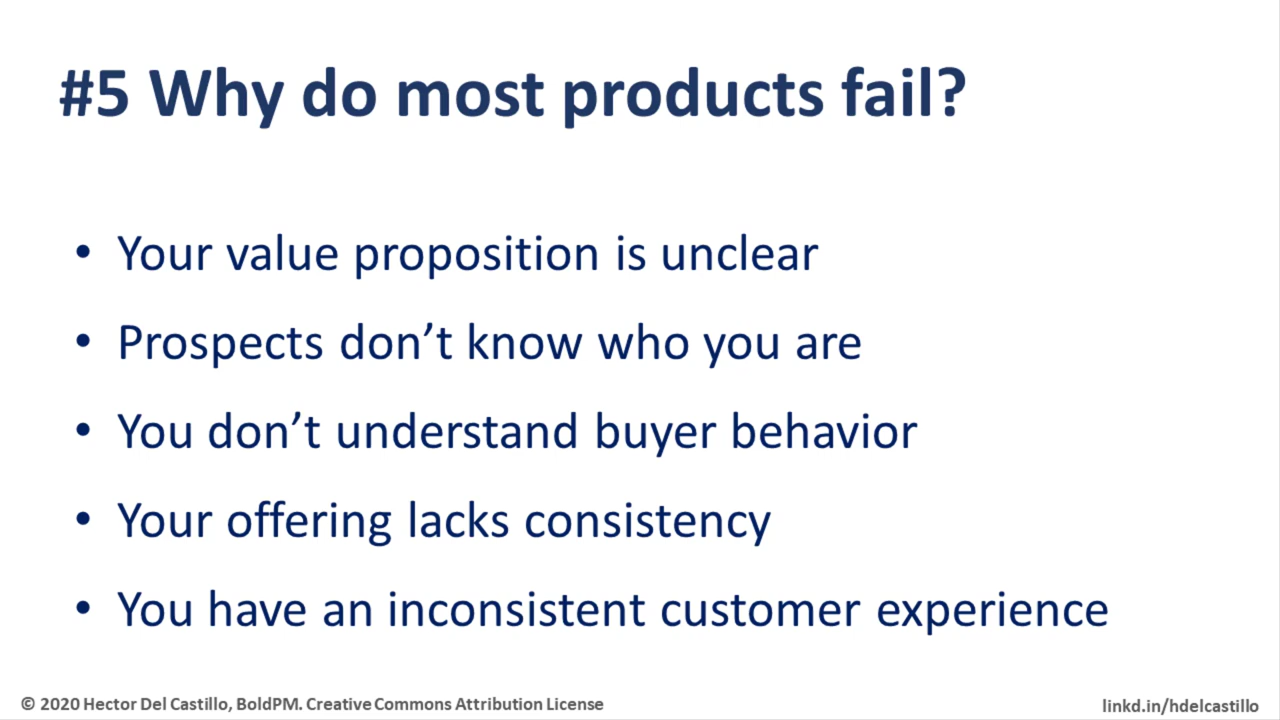 #5 Why do most products fail?
• Your value proposition is unclear
• Prospects don’t know who you are
• You don’t understand buyer behavior
• Your offering lacks consistency
• You have an inconsistent customer experience
© 2020 Hector Del Castillo, BoldPM. Creative Commons Attribution License
linkd.in/hdelcastillo